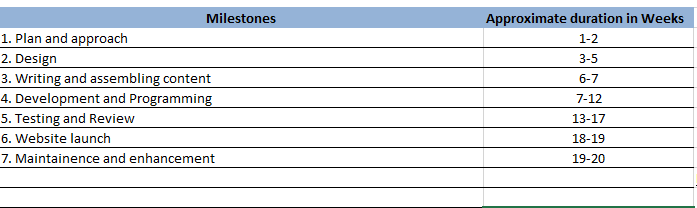 Milestones Approximate duration in Weeks
1. Plan and approach 1-2
2. Design 3-5
3. Writing and assembling content 6-7
4. Development and Programming 7-12
5. Testing and Review 13-17
6. Website launch 18-19
7. Maintainence and enhancement 19-20